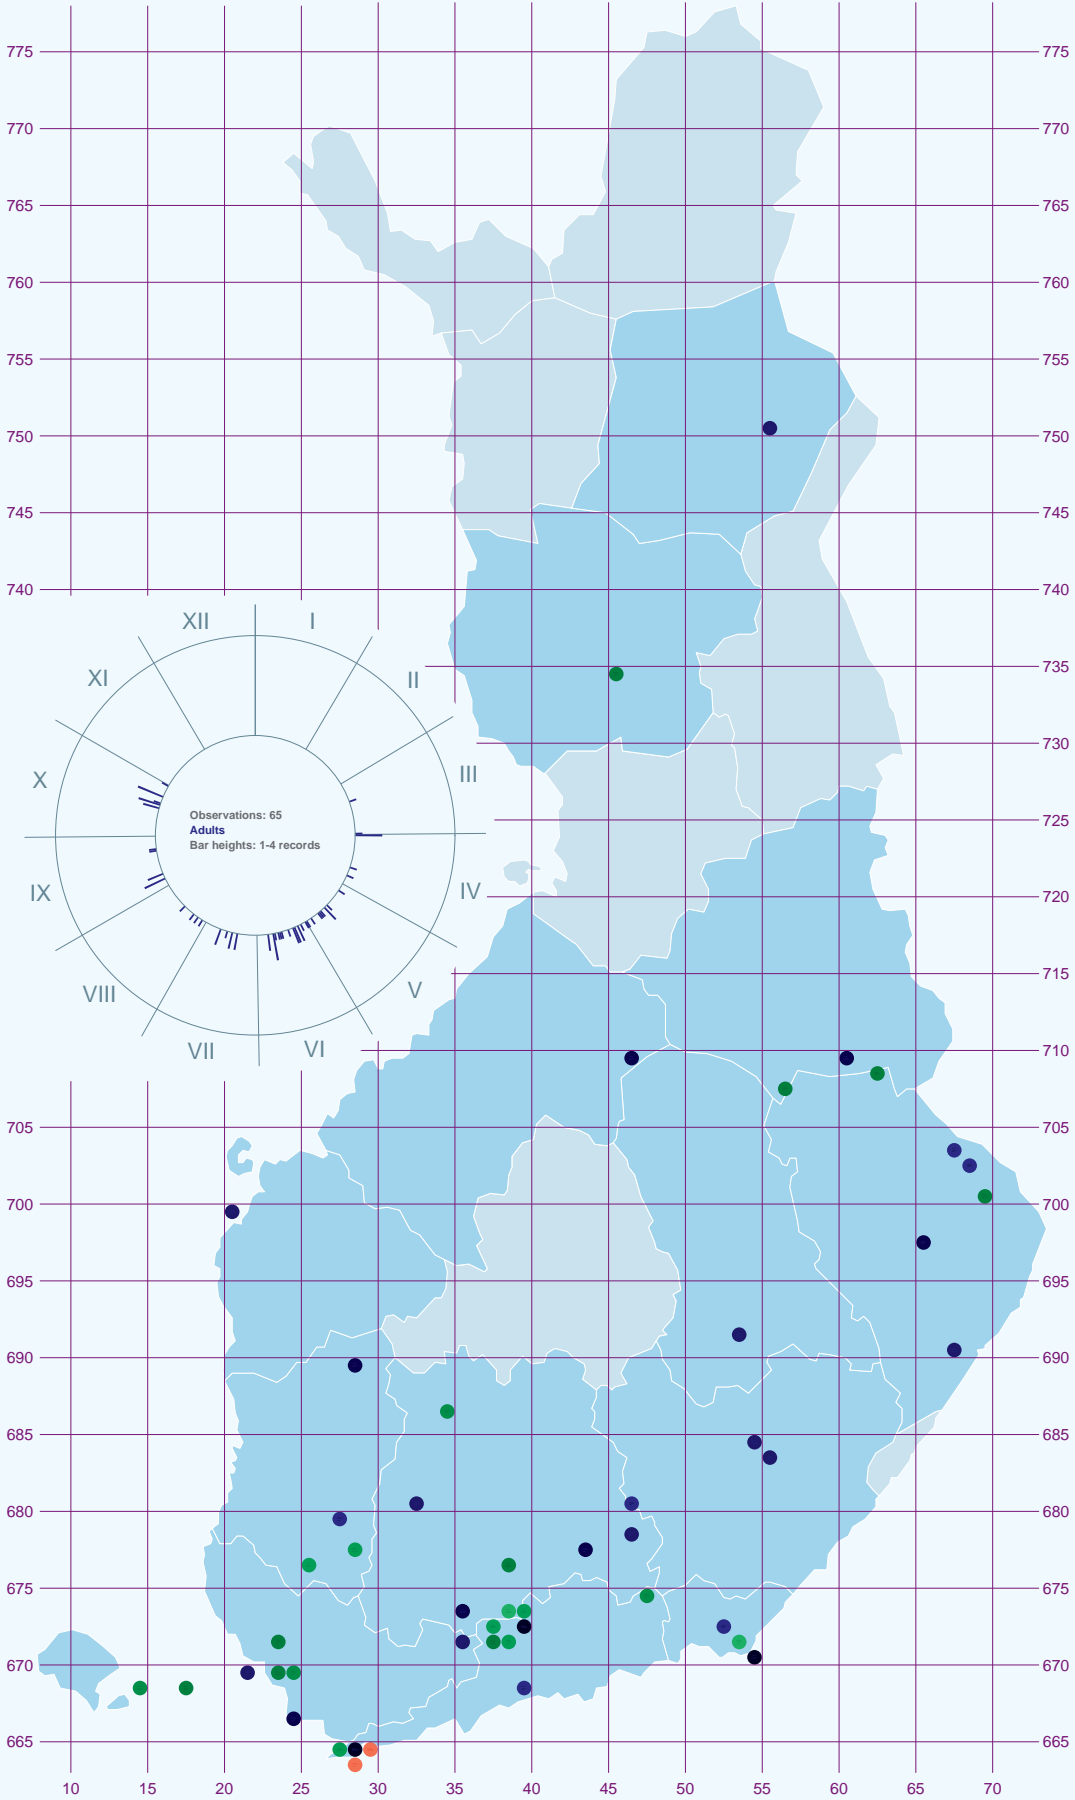 775 775
770 770
765 765
760 760
755 755
750 750
745 745
740 740
XII I
XI II
735
X III
730
Observations: 65
Adults
Bar heights: 1-4 records
725
IX IV
720
VIII V
715
VII VI
710
705 705
700 700
695 695
690 690
685 685
680 680
675 675
670 670
665 665
10 15 20 25 30 35 40 45 50 55 60 65 70